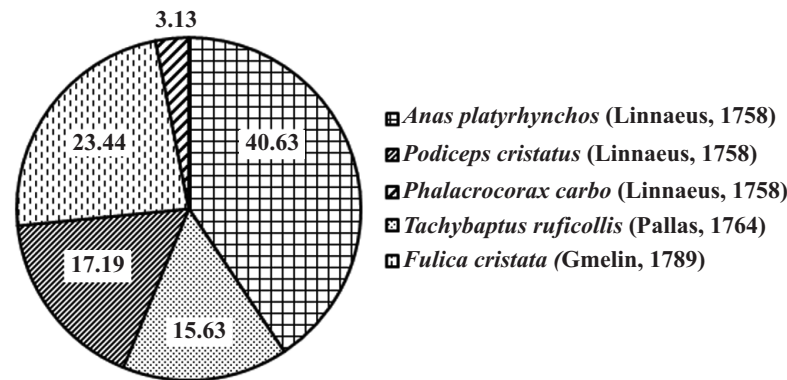 3.13
23.44
40.63
17.19
15.63
Anas platyrhynchos (Linnaeus, 1758)
Podiceps cristatus (Linnaeus, 1758)
Phalacrocorax carbo (Linnaeus, 1758)
Tachybaptus ruficollis (Pallas, 1764)
Fulica cristata (Gmelin, 1789)